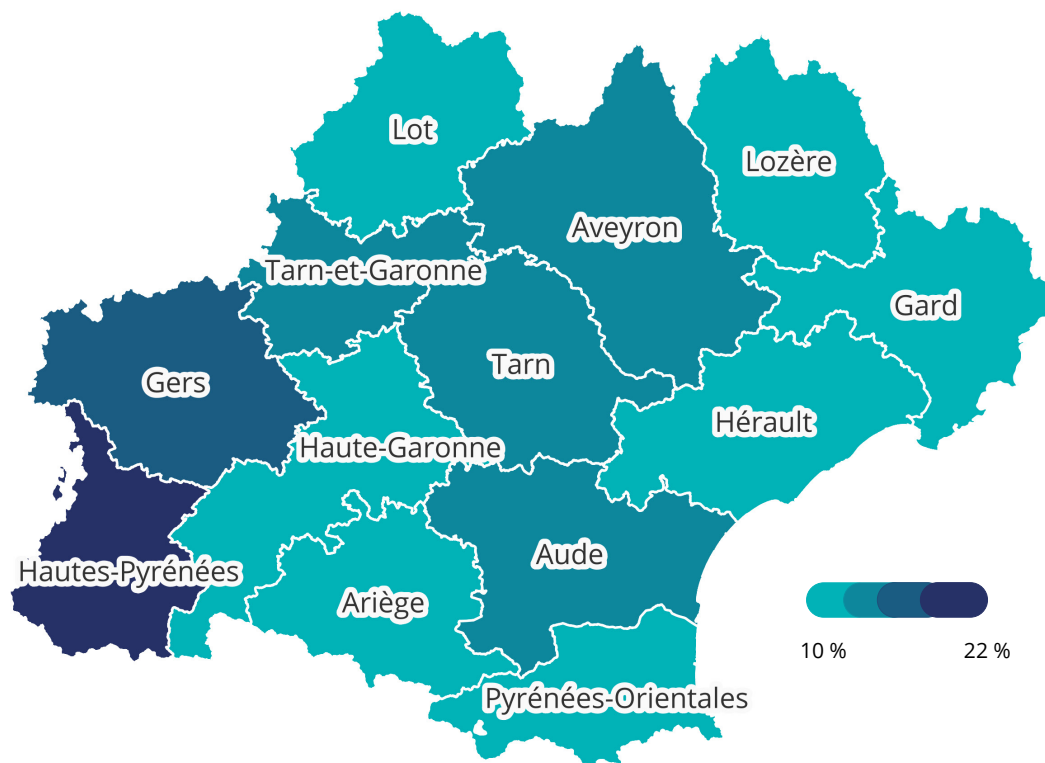 Lot
Lozère
Aveyron
Tarn-et-Garonne
Gard
Tarn
Gers
Hérault
Haute-Garonne
Aude
Hautes-Pyrénées
Ariège
10 %
22 %
Pyrénées-Orientales